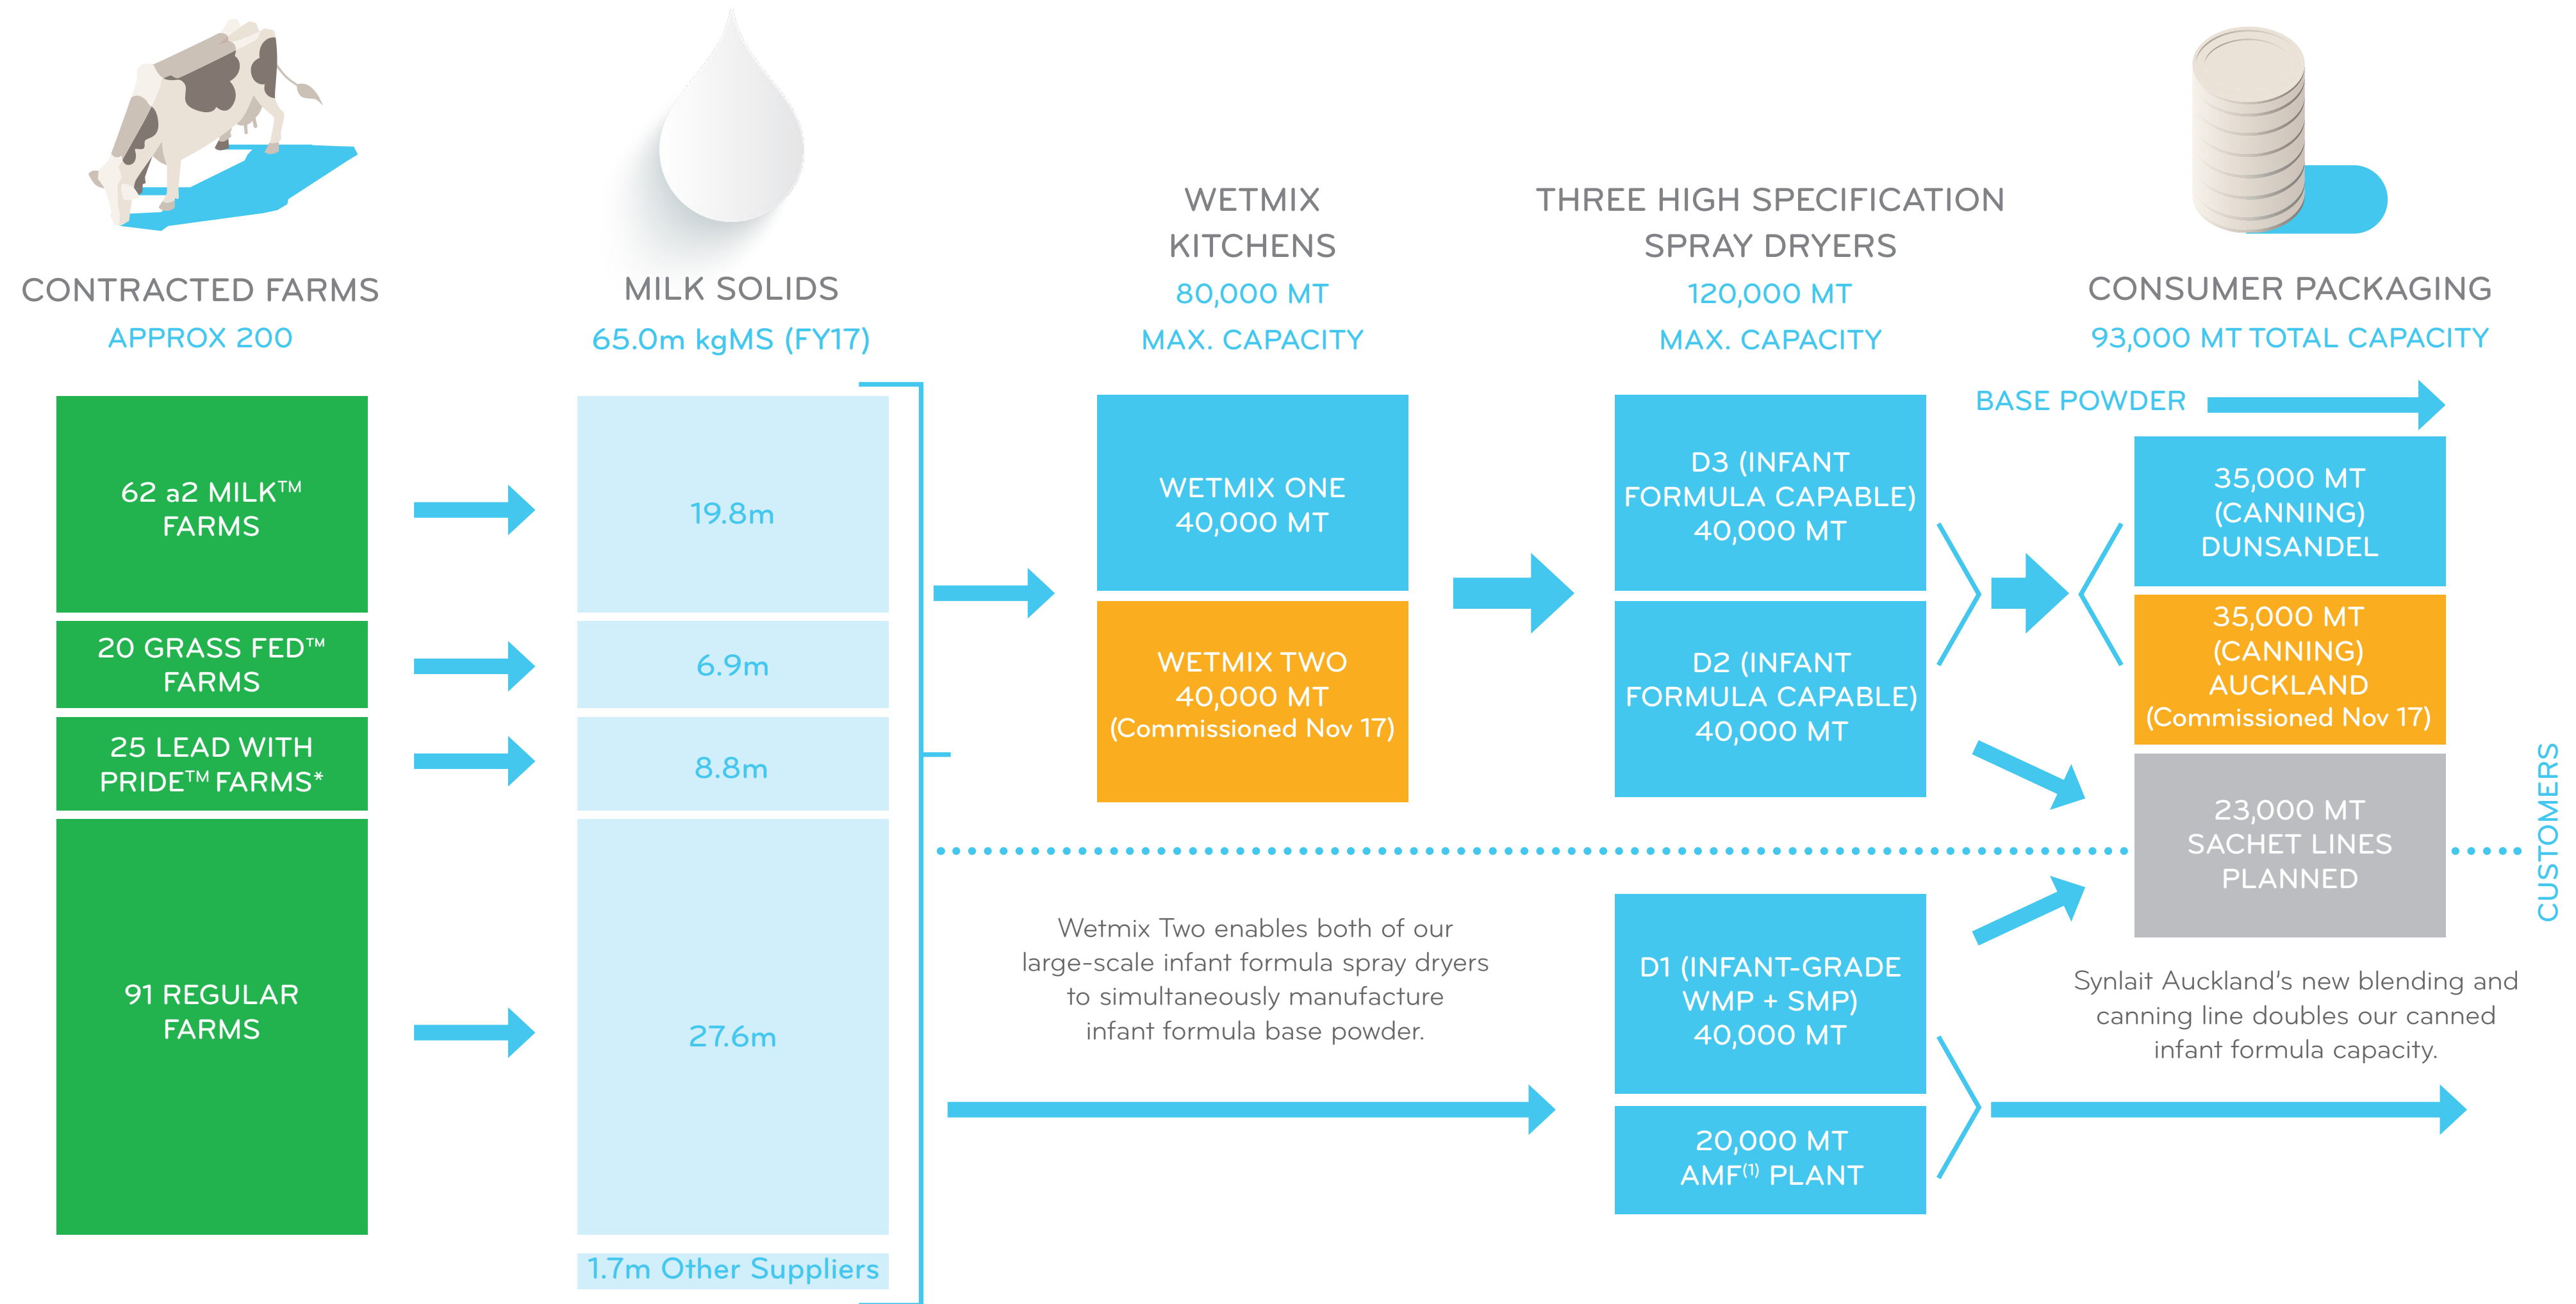 CONTRACTED FARMS
APPROX 200
62 a2 MILK™
FARMS
20 GRASS FED™
FARMS
25 LEAD WITH
PRIDE™ FARMS*
91 REGULAR
FARMS
MILK SOLIDS
65.0m kgMS (FY17)
19.8m
6.9m
8.8m
27.6m
1.7m Other Suppliers
WETMIX
KITCHENS
80,000 MT
MAX. CAPACITY
WETMIX ONE
40,000 MT
WETMIX TWO
40,000 MT
(Commissioned Nov 17)
Wetmix Two enables both of our
large-scale infant formula spray dryers
to simultaneously manufacture
infant formula base powder.
THREE HIGH SPECIFICATION
SPRAY DRYERS
120,000 MT
MAX. CAPACITY
D3 (INFANT
FORMULA CAPABLE)
40,000 MT
D2 (INFANT
FORMULA CAPABLE)
40,000 MT
D1 (INFANT-GRADE
WMP + SMP)
40,000 MT
20,000 MT
AMF(1) PLANT
CONSUMER PACKAGING
93,000 MT TOTAL CAPACITY
BASE POWDER
35,000 MT
(CANNING)
DUNSANDEL
35,000 MT
(CANNING)
AUCKLAND
(Commissioned Nov 17)
23,000 MT
SACHET LINES
PLANNED
Synlait Auckland's new blending and
canning line doubles our canned
infant formula capacity.
CUSTOMERS